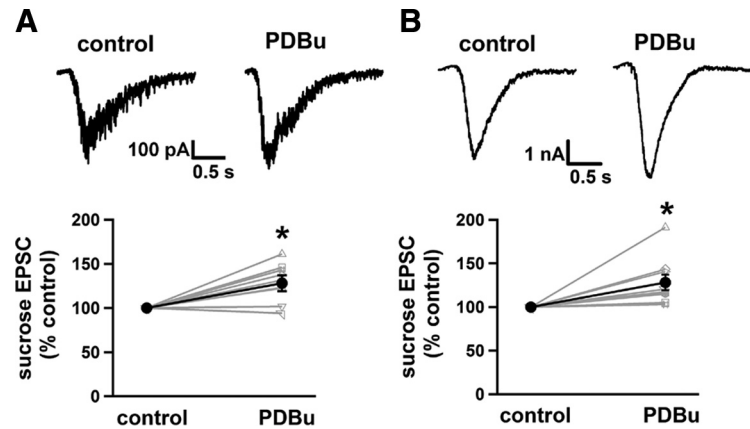 A
control
PDBu
100 pA
0.5 s
sucrose EPSC
(% control)
200
150
100
50
0
*
control
PDBu
B
control
PDBu
1 nA
0.5 s
sucrose EPSC
(% control)
200
150
100
50
0
*
control
PDBu